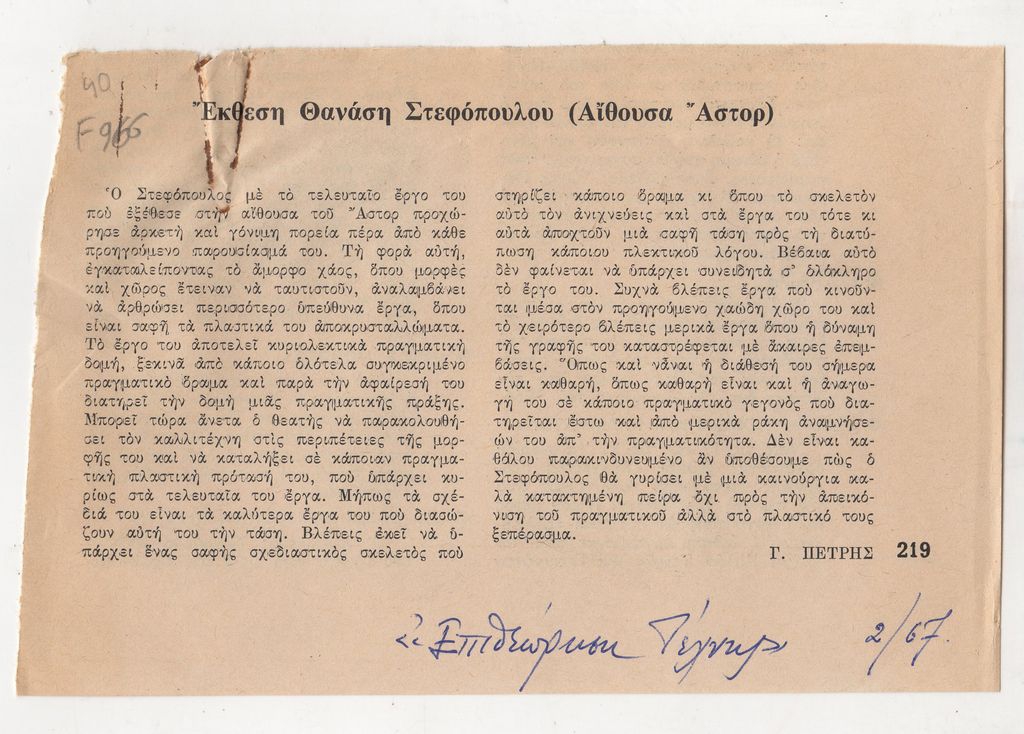 40
F966
Ἔκθεση Θανάση Στεφόπουλου (Αἴθουσα Ἄστορ)
Ὁ Στεφόπουλος μὲ τὸ τελευταῖο ἔργο του
ποὺ ἐξέθεσε στὴν αἴθουσα τοῦ Ἄστορ προχώ-
ρησε ἀρκετὴ καὶ γόνιμη πορεία πέρα ἀπὸ κάθε
προηγούμενο παρουσίασμά του. Τὴ φορὰ αὐτή,
ἐγκαταλείποντας τὸ ἄμορφο χάος, ὅπου μορφὲς
καὶ χῶρος ἔτειναν νὰ ταυτιστοῦν, ἀναλαμβάνει
νὰ ἀρθρώσει περισσότερο ὑπεύθυνα ἔργα, ὅπου
εἶναι σαφῆ τὰ πλαστικά του ἀποκρυσταλλώματα.
Τὸ ἔργο του ἀποτελεῖ κυριολεκτικὰ πραγματικὴ
δομή, ξεκινᾶ ἀπὸ κάποιο ὁλότελα συγκεκριμένο
πραγματικὸ ὅραμα καὶ παρὰ τὴν ἀφαίρεσή του
διατηρεῖ τὴν δομὴ μιᾶς πραγματικῆς πράξης.
Μπορεῖ τώρα ἄνετα ὁ θεατὴς νὰ παρακολουθή-
σει τὸν καλλιτέχνη στὶς περιπέτειες τῆς μορ-
φῆς του καὶ νὰ καταλήξει σὲ κάποιαν πραγμα-
τικὴ πλαστικὴ πρότασή του, ποὺ ὑπάρχει κυ-
ρίως στὰ τελευταῖα του ἔργα. Μήπως τὰ σχέ-
διά του εἶναι τὰ καλύτερα ἔργα του ποὺ διασώ-
ζουν αὐτή του τὴν τάση. Βλέπεις ἐκεῖ νὰ ὑ-
πάρχει ἕνας σαφὴς σχεδιαστικὸς σκελετὸς ποὺ
στηρίζει κάποιο ὅραμα κι ὅπου τὸ σκελετὸν
αὐτὸ τὸν ἀνιχνεύεις καὶ στὰ ἔργα του τότε κι
αὐτὰ ἀποχτοῦν μιὰ σαφῆ τάση πρὸς τὴ διατύ-
πωση κάποιου πλεκτικοῦ λόγου. Βέβαια αὐτὸ
δὲν φαίνεται νὰ ὑπάρχει συνειδητὰ σ' ὁλόκληρο
τὸ ἔργο του. Συχνὰ βλέπεις ἔργα ποὺ κινοῦν-
ται μέσα στὸν προηγούμενο χαώδη χῶρο του καὶ
τὸ χειρότερο βλέπεις μερικὰ ἔργα ὅπου ἡ δύναμη
τῆς γραφῆς του καταστρέφεται μὲ ἄκαιρες ἐπεμ-
βάσεις. Ὅπως καὶ νἆναι ἡ διάθεσή του σήμερα
εἶναι καθαρή, ὅπως καθαρὴ εἶναι καὶ ἡ ἀναγω-
γή του σὲ κάποιο πραγματικὸ γεγονὸς ποὺ δια-
τηρεῖται ἔστω καὶ ἀπὸ μερικὰ ράκη ἀναμνήσε-
ών του ἀπ' τὴν πραγματικότητα. Δὲν εἶναι κα-
θόλου παρακινδυνευμένο ἂν ὑποθέσουμε πὼς ὁ
Στεφόπουλος θὰ γυρίσει μὲ μιὰ καινούργια κα-
λὰ κατακτημένη πείρα ὄχι πρὸς τὴν ἀπεικό-
νιση τοῦ πραγματικοῦ ἀλλὰ στὸ πλαστικό τους
ξεπέρασμα.
Γ. ΠΕΤΡΗΣ 219
«Επιθεώρηση Τέχνης» 2/67.